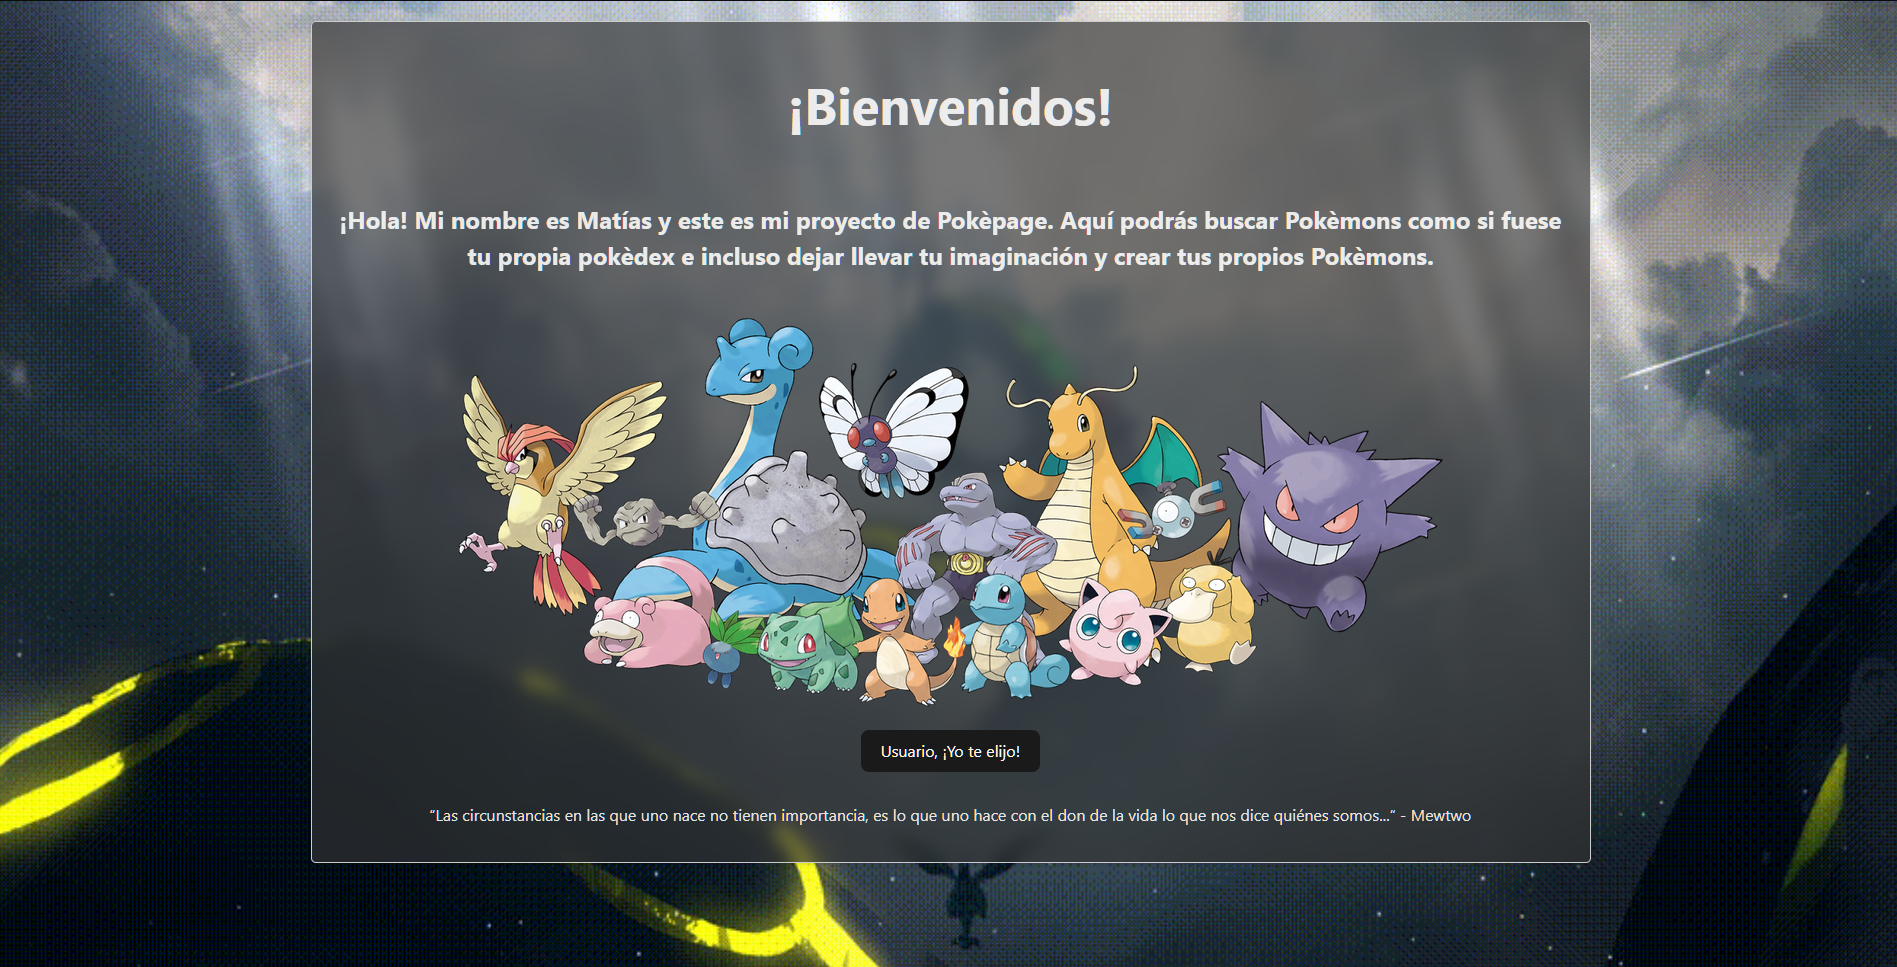 ¡Bienvenidos!
¡Hola! Mi nombre es Matías y este es mi proyecto de Pokèpage. Aquí podrás buscar Pokèmons como si fuese
tu propia pokèdex e incluso dejar llevar tu imaginación y crear tus propios Pokèmons.
Usuario, ¡Yo te elijo!
“Las circunstancias en las que uno nace no tienen importancia, es lo que uno hace con el don de la vida lo que nos dice quiénes somos...” - Mewtwo